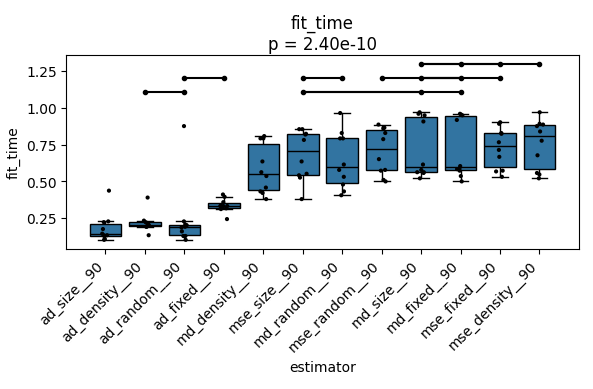 fit_time
p = 2.40e-10
fit_time
1.25
1.00
0.75
0.50
0.25
ad_size__90
ad_density__90
ad_random__90
ad_fixed__90
md_density__90
mse_size__90
md_random__90
mse_random__90
md_size__90
md_fixed__90
mse_fixed__90
mse_density__90
estimator